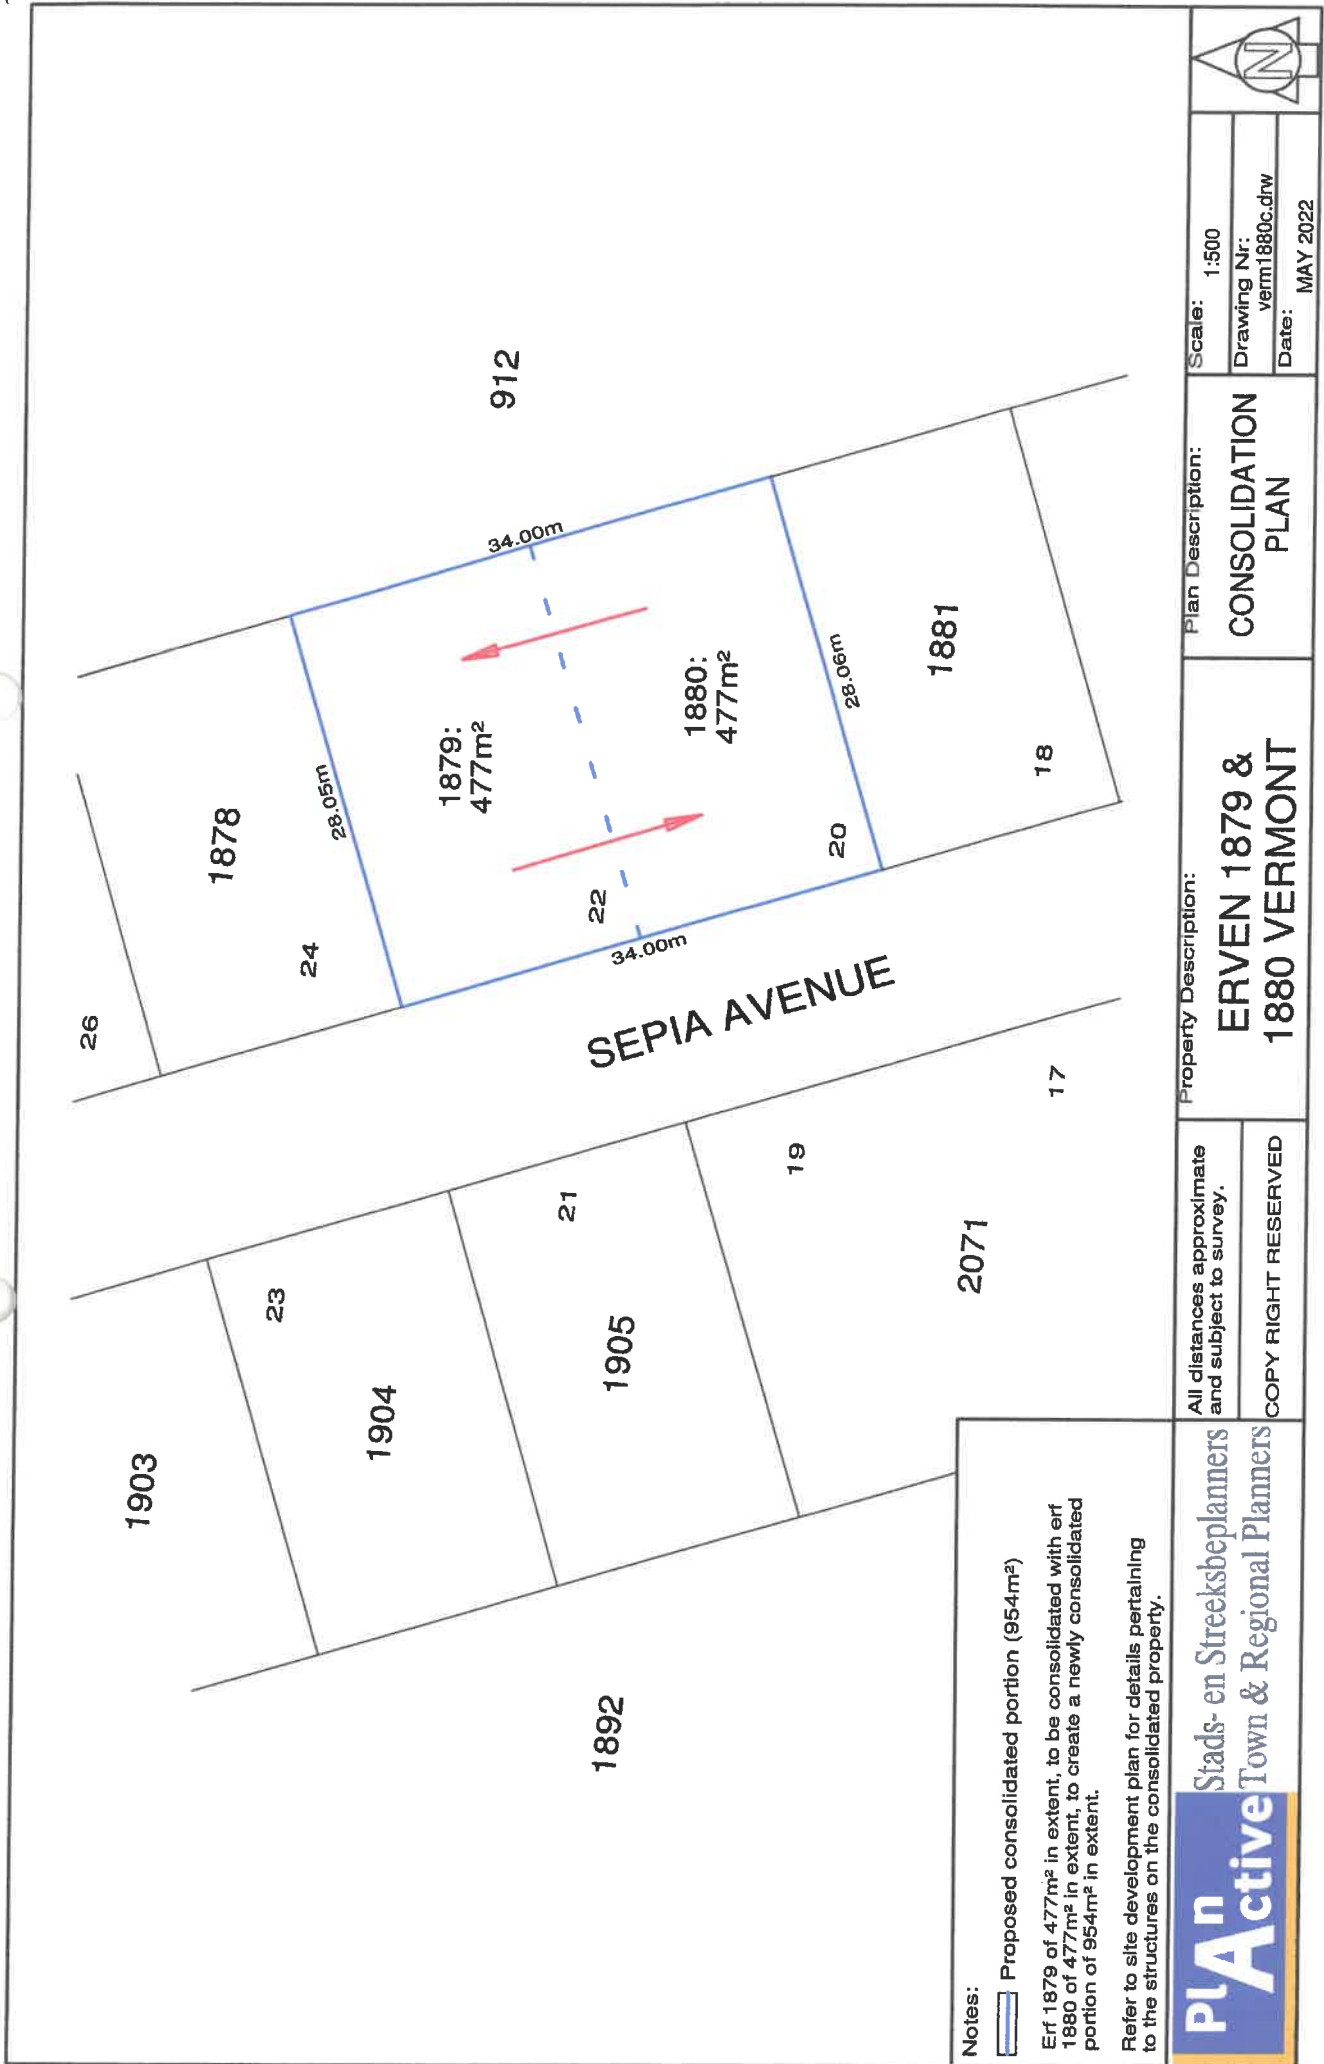 1903
1904
1905
2071
1892
23
21
19
17
SEPIA AVENUE
26
24
22
20
18
1878
28.05m
1879:
477m²
34.00m
34.00m
1880:
477m²
28.06m
1881
912
Notes:
Proposed consolidated portion (954m²)
Erf 1879 of 477m² in extent, to be consolidated with erf
1880 of 477m² in extent, to create a newly consolidated
portion of 954m² in extent.
Refer to site development plan for details pertaining
to the structures on the consolidated property.
PlAn
Active
Stads- en Streeksbeplanners
Town & Regional Planners
All distances approximate
and subject to survey.
COPY RIGHT RESERVED
Property Description:
ERVEN 1879 &
1880 VERMONT
Plan Description:
CONSOLIDATION
PLAN
Scale:
1:500
Drawing Nr:
verm1880c.drw
Date:
MAY 2022
N